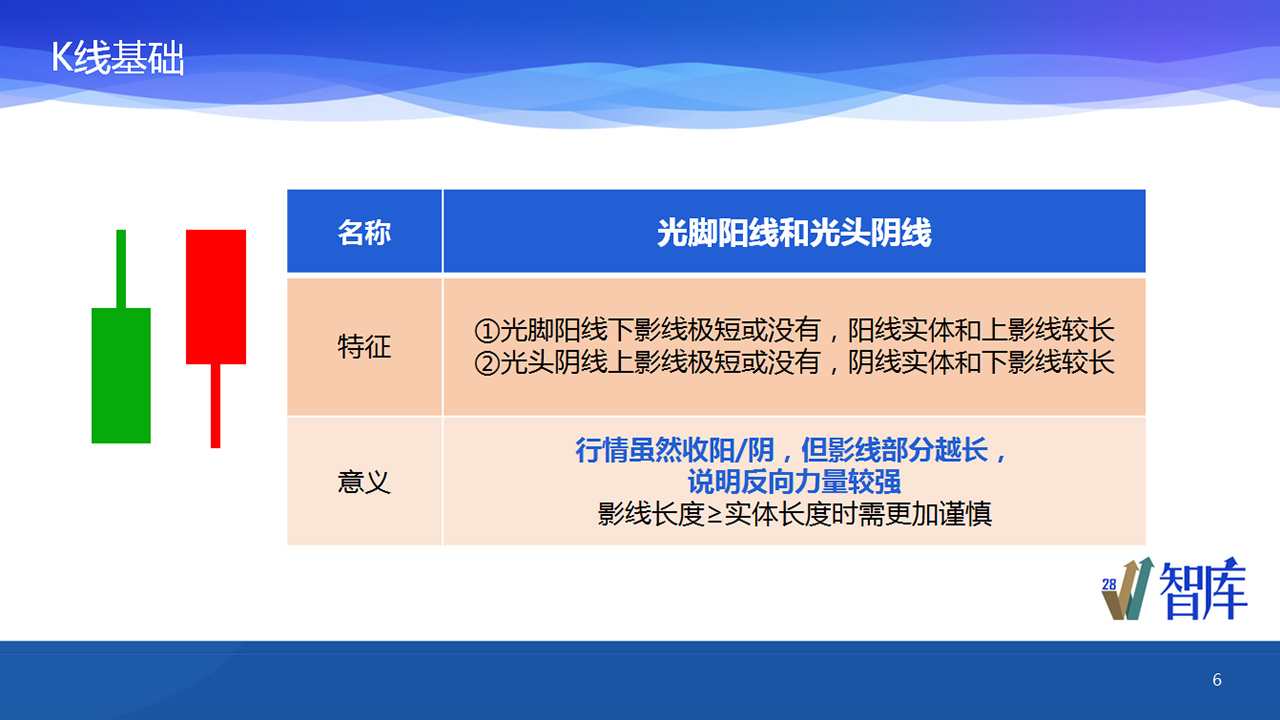 K线基础
名称
光脚阳线和光头阴线
特征
①光脚阳线下影线极短或没有，阳线实体和上影线较长
②光头阴线上影线极短或没有，阴线实体和下影线较长
意义
行情虽然收阳/阴，但影线部分越长，
说明反向力量较强
影线长度≥实体长度时需更加谨慎
28
智库
6